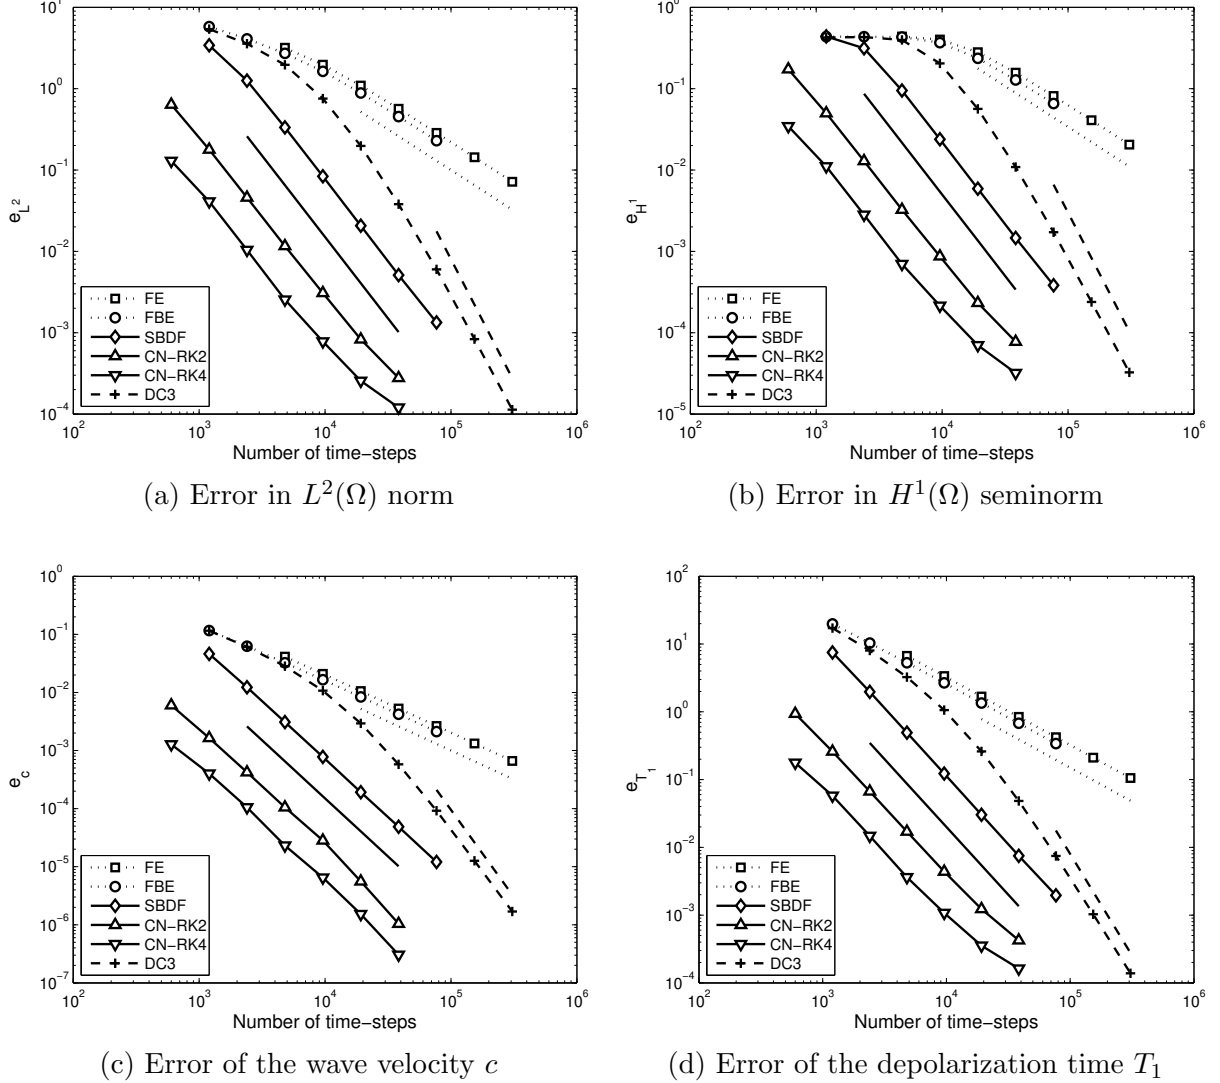 10^1
10^0
10^-1
10^-2
10^-3
10^-4
e_{L^2}
FE
FBE
SBDF
CN-RK2
CN-RK4
DC3
10^2 10^3 10^4 10^5 10^6
Number of time-steps
(a) Error in L^2(Ω) norm
10^0
10^-1
10^-2
10^-3
10^-4
10^-5
e_{H^1}
FE
FBE
SBDF
CN-RK2
CN-RK4
DC3
10^2 10^3 10^4 10^5 10^6
Number of time-steps
(b) Error in H^1(Ω) seminorm
10^0
10^-1
10^-2
10^-3
10^-4
10^-5
10^-6
10^-7
e_c
FE
FBE
SBDF
CN-RK2
CN-RK4
DC3
10^2 10^3 10^4 10^5 10^6
Number of time-steps
(c) Error of the wave velocity c
10^2
10^1
10^0
10^-1
10^-2
10^-3
10^-4
e_{T_1}
FE
FBE
SBDF
CN-RK2
CN-RK4
DC3
10^2 10^3 10^4 10^5 10^6
Number of time-steps
(d) Error of the depolarization time T_1